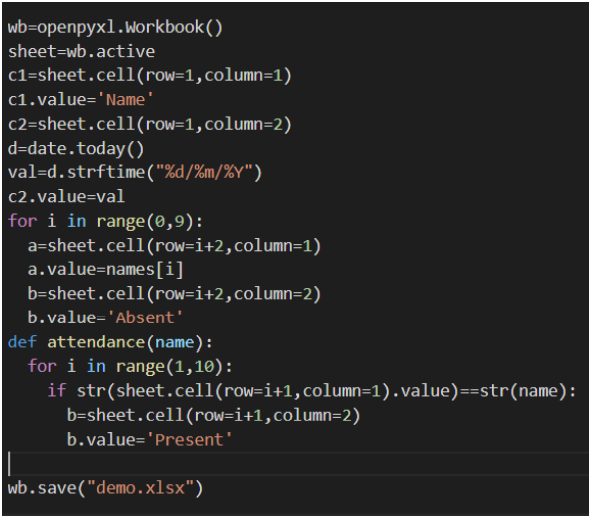 wb=openpyxl.Workbook()
sheet=wb.active
c1=sheet.cell(row=1,column=1)
c1.value='Name'
c2=sheet.cell(row=1,column=2)
d=date.today()
val=d.strftime("%d/%m/%Y")
c2.value=val
for i in range(0,9):
  a=sheet.cell(row=i+2,column=1)
  a.value=names[i]
  b=sheet.cell(row=i+2,column=2)
  b.value='Absent'
def attendance(name):
  for i in range(1,10):
    if str(sheet.cell(row=i+1,column=1).value)==str(name):
      b=sheet.cell(row=i+1,column=2)
      b.value='Present'
wb.save("demo.xlsx")